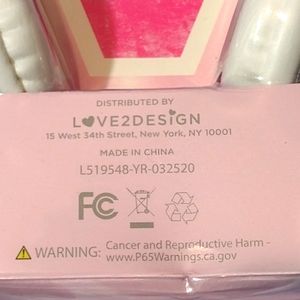 DISTRIBUTED BY
LOVE2DESIGN
15 West 34th Street, New York, NY 10001
MADE IN CHINA
L519548-YR-032520
FC
WARNING: Cancer and Reproductive Harm -
www.P65Warnings.ca.gov